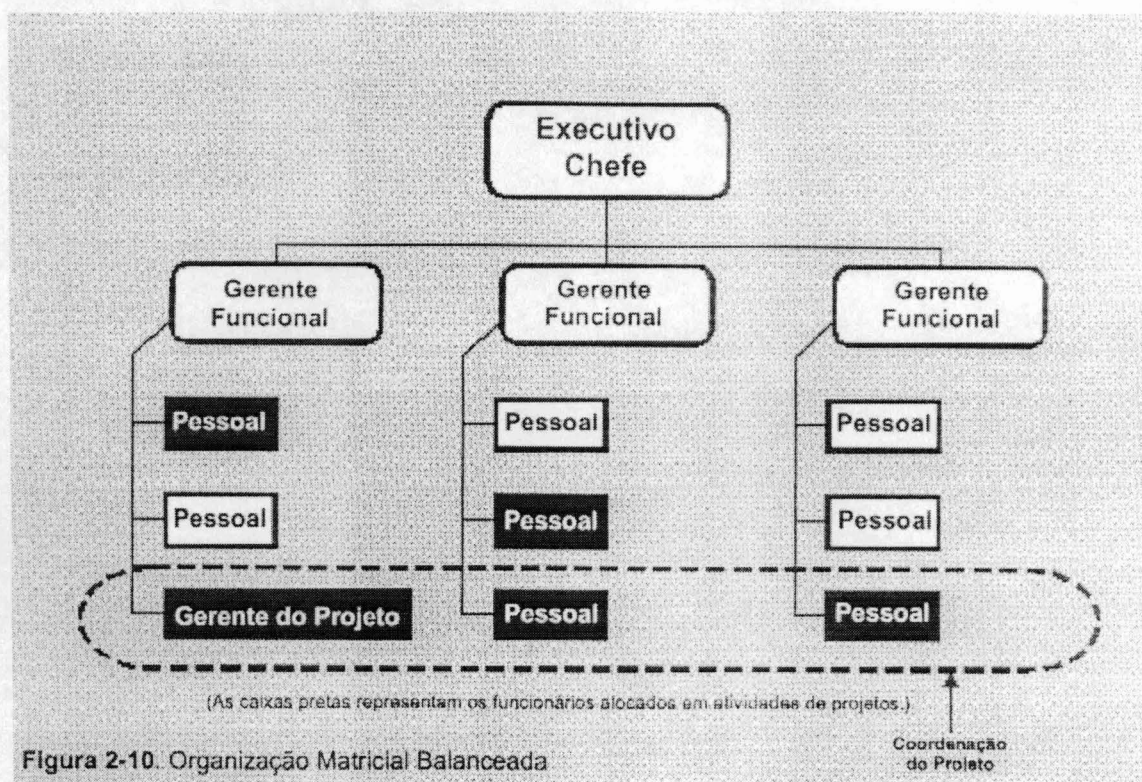 Executivo
Chefe
Gerente
Funcional
Gerente
Funcional
Gerente
Funcional
Pessoal
Pessoal
Pessoal
Pessoal
Pessoal
Pessoal
Gerente do Projeto
Pessoal
Pessoal
(As caixas pretas representam os funcionários alocados em atividades de projetos.)
Coordenação
do Projeto
Figura 2-10. Organização Matricial Balanceada